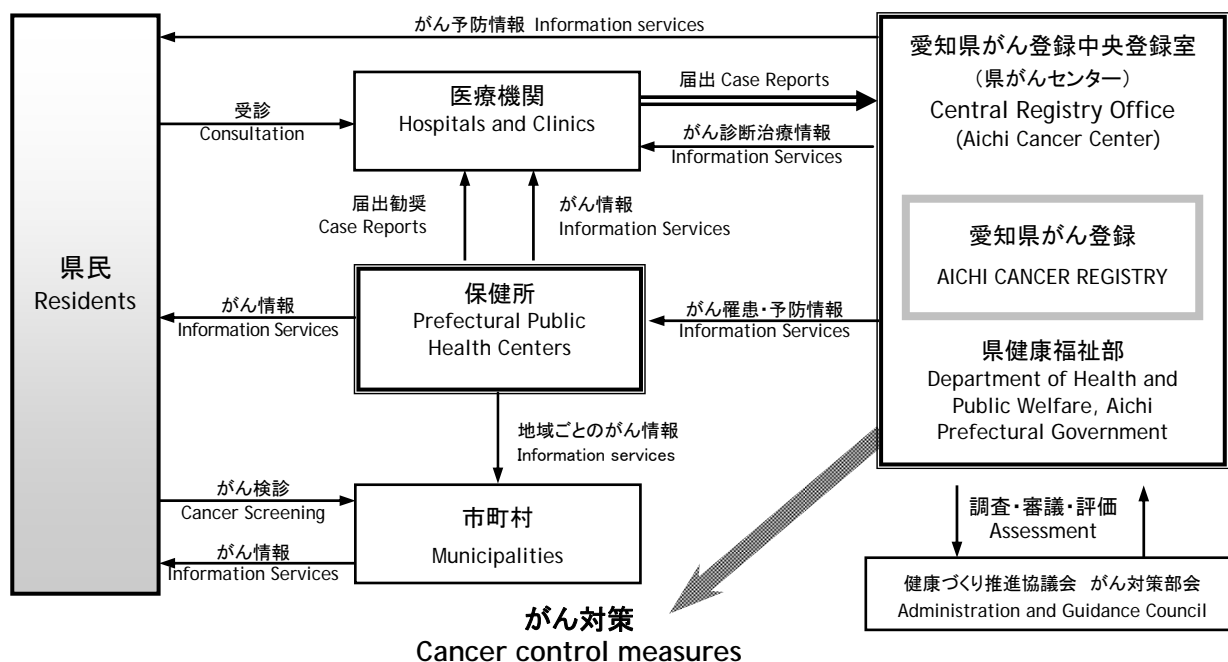 がん予防情報 Information services
県民
Residents
受診
Consultation
医療機関
Hospitals and Clinics
届出 Case Reports
がん診断治療情報
Information Services
届出勧奨
Case Reports
がん情報
Information Services
がん情報
Information Services
保健所
Prefectural Public
Health Centers
がん罹患・予防情報
Information Services
地域ごとのがん情報
Information services
がん検診
Cancer Screening
がん情報
Information Services
市町村
Municipalities
愛知県がん登録中央登録室
（県がんセンター）
Central Registry Office
(Aichi Cancer Center)
愛知県がん登録
AICHI CANCER REGISTRY
県健康福祉部
Department of Health and
Public Welfare, Aichi
Prefectural Government
調査・審議・評価
Assessment
健康づくり推進協議会 がん対策部会
Administration and Guidance Council
がん対策
Cancer control measures